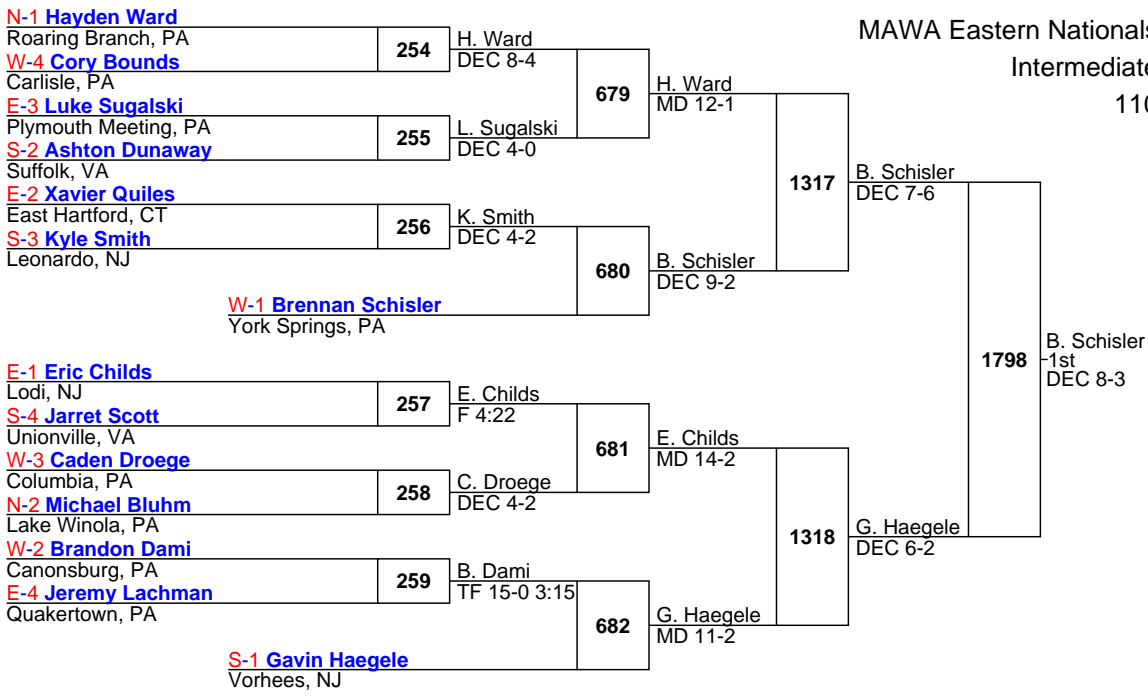 MAWA Eastern Nationals
Intermediate
110
N-1 Hayden Ward
Roaring Branch, PA
W-4 Cory Bounds
Carlisle, PA
E-3 Luke Sugalski
Plymouth Meeting, PA
S-2 Ashton Dunaway
Suffolk, VA
E-2 Xavier Quiles
East Hartford, CT
S-3 Kyle Smith
Leonardo, NJ
W-1 Brennan Schisler
York Springs, PA
E-1 Eric Childs
Lodi, NJ
S-4 Jarret Scott
Unionville, VA
W-3 Caden Droege
Columbia, PA
N-2 Michael Bluhm
Lake Winola, PA
W-2 Brandon Dami
Canonsburg, PA
E-4 Jeremy Lachman
Quakertown, PA
S-1 Gavin Haegele
Vorhees, NJ
254
H. Ward
DEC 8-4
255
L. Sugalski
DEC 4-0
256
K. Smith
DEC 4-2
257
E. Childs
F 4:22
258
C. Droege
DEC 4-2
259
B. Dami
TF 15-0 3:15
679
H. Ward
MD 12-1
680
B. Schisler
DEC 9-2
681
E. Childs
MD 14-2
682
G. Haegele
MD 11-2
1317
B. Schisler
DEC 7-6
1318
G. Haegele
DEC 6-2
1798
B. Schisler
1st
DEC 8-3